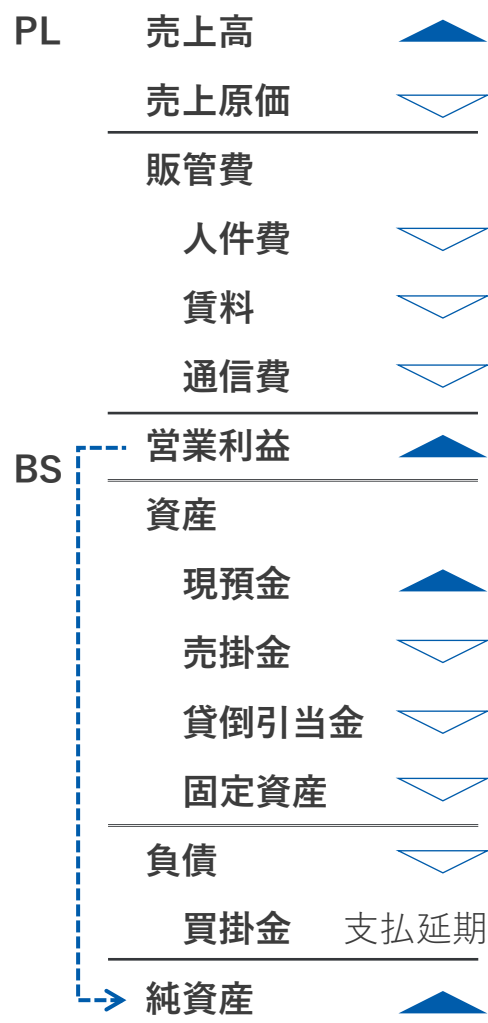 PL 売上高
売上原価
販管費
人件費
賃料
通信費
営業利益
BS
資産
現預金
売掛金
貸倒引当金
固定資産
負債
買掛金 支払延期
純資産